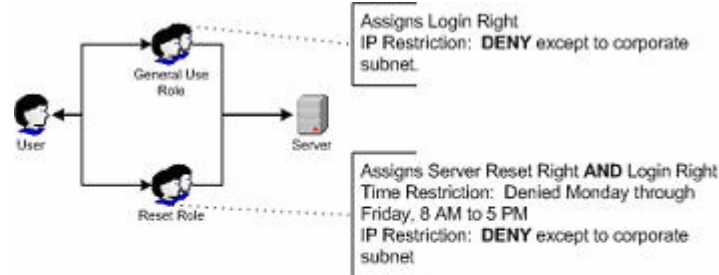 Assigns Login Right
IP Restriction: DENY except to corporate
subnet.
General Use
Role
User
Server
Assigns Server Reset Right AND Login Right
Time Restriction: Denied Monday through
Friday, 8 AM to 5 PM
IP Restriction: DENY except to corporate
subnet
Reset Role